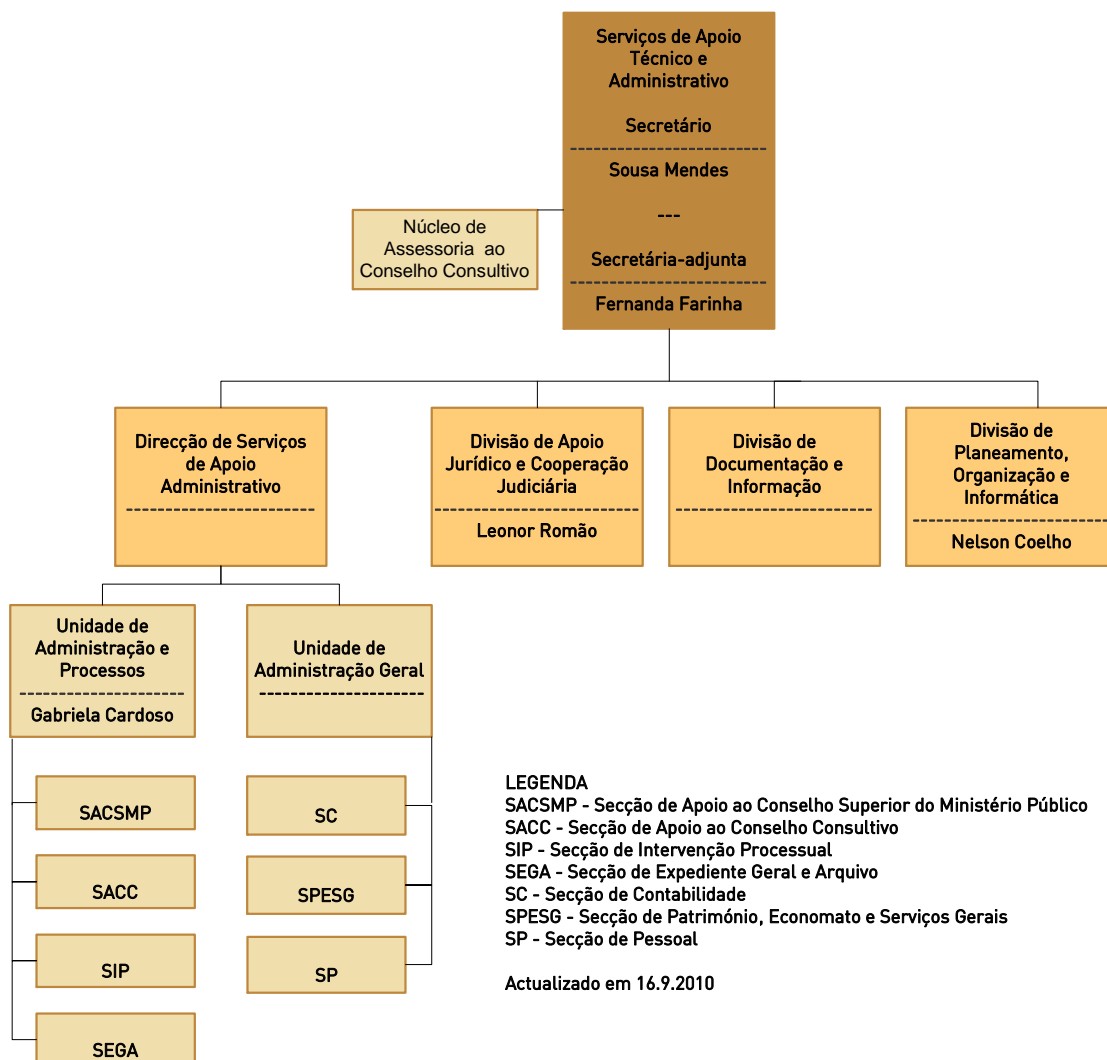 Serviços de Apoio
Técnico e
Administrativo
Secretário
------------------------
Sousa Mendes
---
Secretária-adjunta
------------------------
Fernanda Farinha
Núcleo de
Assessoria ao
Conselho Consultivo
Direcção de Serviços
de Apoio
Administrativo
------------------------
Divisão de Apoio
Jurídico e Cooperação
Judiciária
------------------------
Leonor Romão
Divisão de
Documentação e
Informação
------------------------
Divisão de
Planeamento,
Organização e
Informática
------------------------
Nelson Coelho
Unidade de
Administração e
Processos
---------------------
Gabriela Cardoso
Unidade de
Administração Geral
---------------------
SACSMP
SACC
SIP
SEGA
SC
SPESG
SP
LEGENDA
SACSMP - Secção de Apoio ao Conselho Superior do Ministério Público
SACC - Secção de Apoio ao Conselho Consultivo
SIP - Secção de Intervenção Processual
SEGA - Secção de Expediente Geral e Arquivo
SC - Secção de Contabilidade
SPESG - Secção de Património, Economato e Serviços Gerais
SP - Secção de Pessoal
Actualizado em 16.9.2010